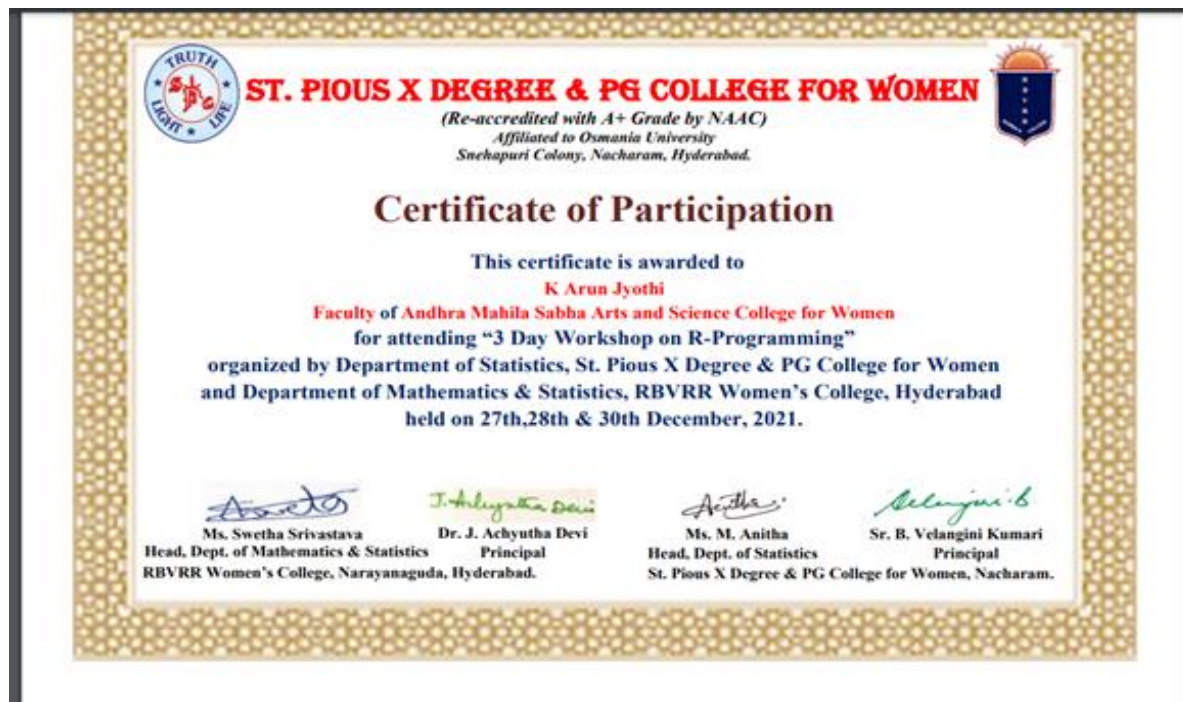 TRUTH
LIGHT ★ LIFE
ST. PIOUS X DEGREE & PG COLLEGE FOR WOMEN
(Re-accredited with A+ Grade by NAAC)
Affiliated to Osmania University
Snehapuri Colony, Nacharam, Hyderabad.
Certificate of Participation
This certificate is awarded to
K Arun Jyothi
Faculty of Andhra Mahila Sabha Arts and Science College for Women
for attending “3 Day Workshop on R-Programming”
organized by Department of Statistics, St. Pious X Degree & PG College for Women
and Department of Mathematics & Statistics, RBVRR Women’s College, Hyderabad
held on 27th,28th & 30th December, 2021.
J. Achyutha Devi
Anitha
Velangini.B
Ms. Swetha Srivastava
Head, Dept. of Mathematics & Statistics
Dr. J. Achyutha Devi
Principal
RBVRR Women’s College, Narayanaguda, Hyderabad.
Ms. M. Anitha
Head, Dept. of Statistics
Sr. B. Velangini Kumari
Principal
St. Pious X Degree & PG College for Women, Nacharam.